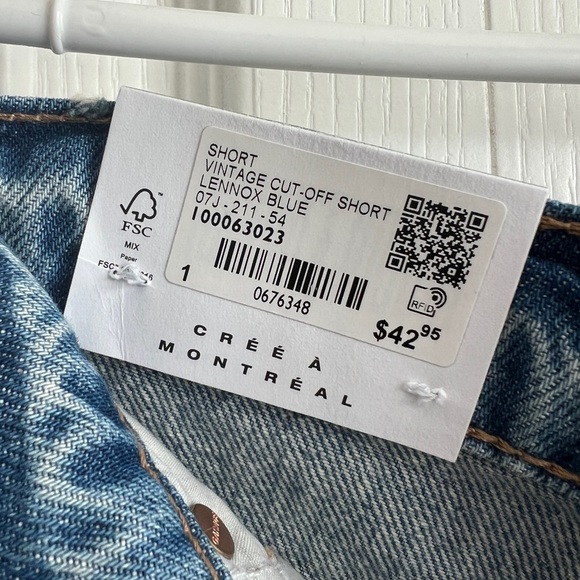 SHORT
VINTAGE CUT-OFF SHORT
LENNOX BLUE
07J - 211 - 54
100063023
1
0676348
RFID
$42.95
FSC
MIX
Paper
CRÉÉ À
MONTRÉAL